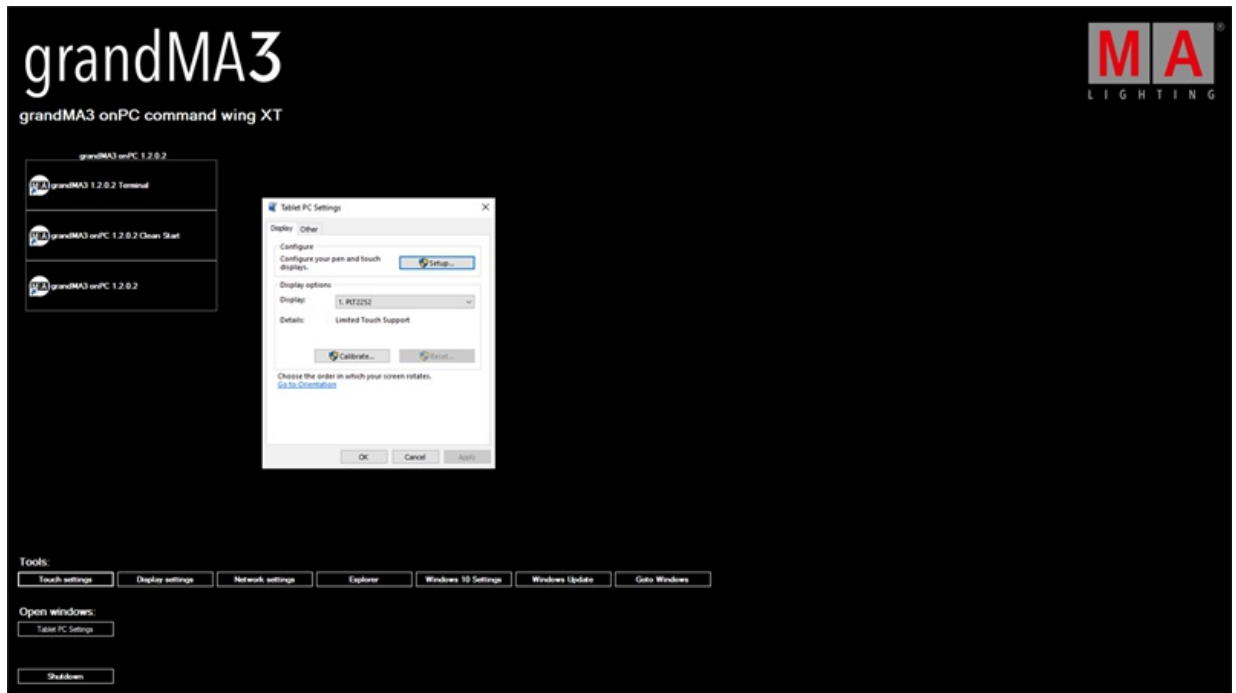 grandMA3
MA
®
LIGHTING
grandMA3 onPC command wing XT
grandMA3 onPC 1.2.0.2
grandMA3 1.2.0.2 Terminal
grandMA3 onPC 1.2.0.2 Clean Start
grandMA3 onPC 1.2.0.2
Tablet PC Settings
Display Other
Configure
Configure your pen and touch
displays.
Setup...
Display options
Display: 1. PLT2252
Details: Limited Touch Support
Calibrate... Reset...
Choose the order in which your screen rotates.
Go to Orientation
OK Cancel Apply
Tools:
Touch settings Display settings Network settings Explorer Windows 10 Settings Windows Update Goto Windows
Open windows:
Tablet PC Settings
Shutdown